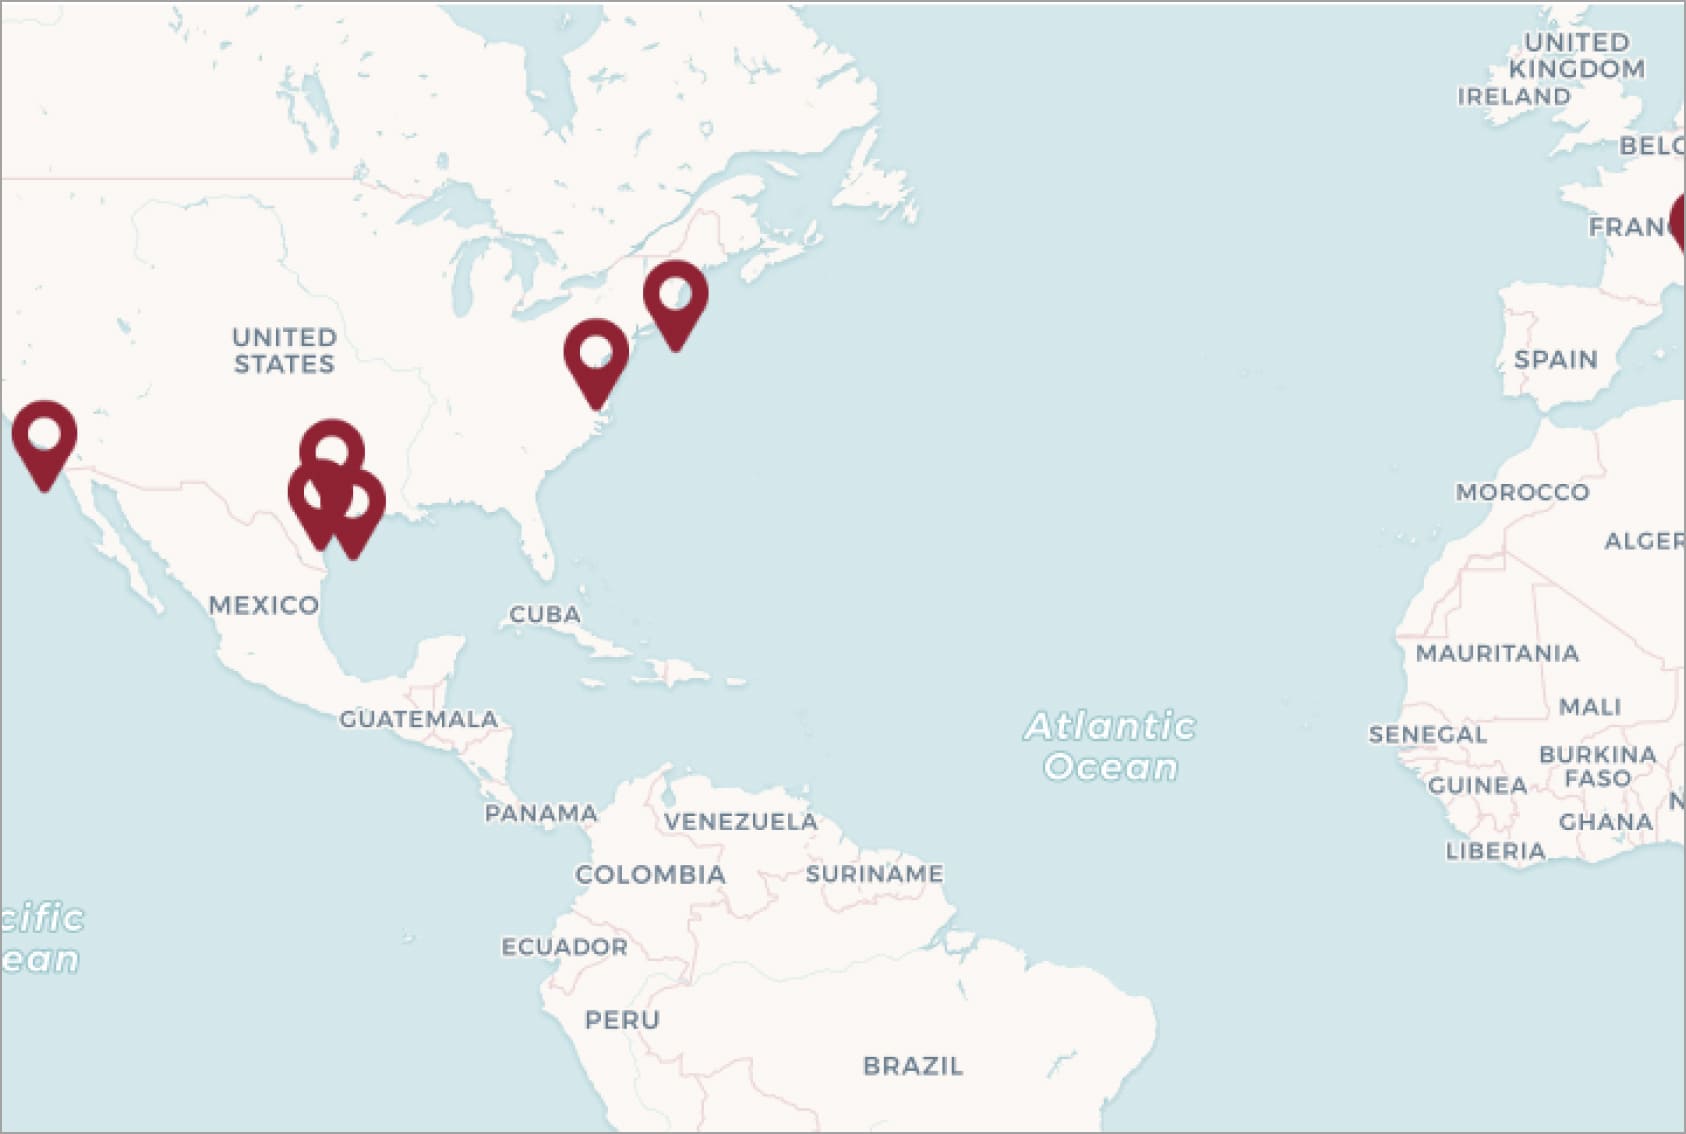 UNITED
KINGDOM
IRELAND
BELG
FRANC
UNITED
STATES
SPAIN
MOROCCO
ALGER
MEXICO
CUBA
MAURITANIA
GUATEMALA
MALI
Atlantic
Ocean
SENEGAL
BURKINA
FASO
GUINEA
PANAMA
VENEZUELA
GHANA
N
LIBERIA
COLOMBIA
SURINAME
cific
ean
ECUADOR
PERU
BRAZIL